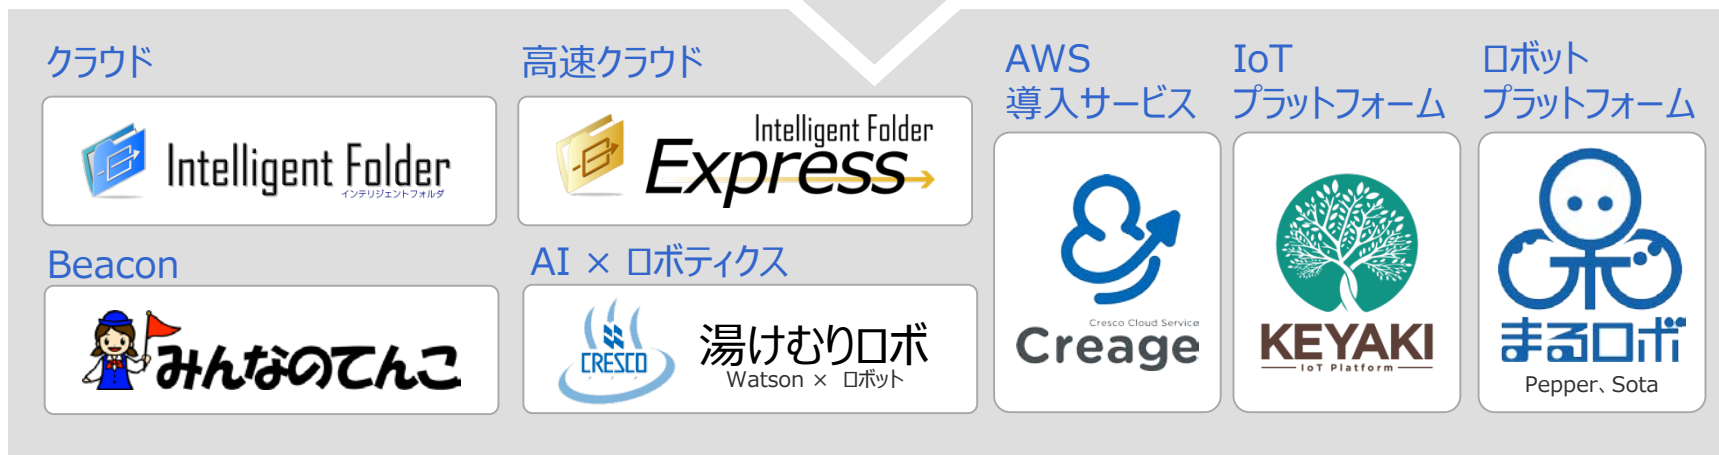 クラウド
Intelligent Folder
インテリジェントフォルダ
高速クラウド
Intelligent Folder
Express
AWS
導入サービス
Cresco Cloud Service
Creage
IoT
プラットフォーム
KEYAKI
IoT Platform
ロボット
プラットフォーム
まるロボ
Pepper、Sota
Beacon
みんなのてんこ
AI × ロボティクス
CRESCO
湯けむりロボ
Watson × ロボット